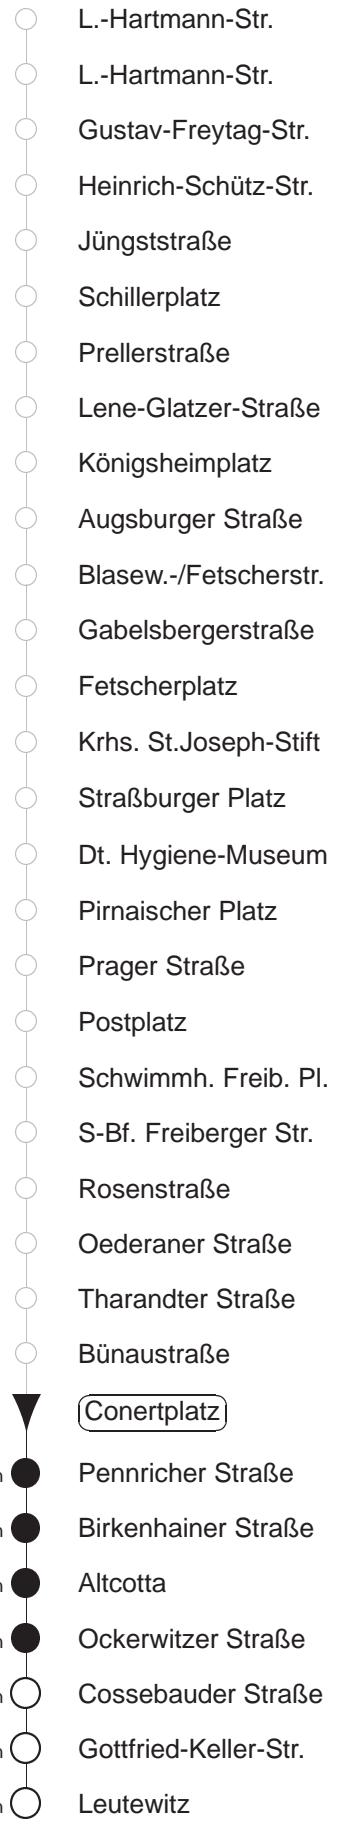 L.-Hartmann-Str.
L.-Hartmann-Str.
Gustav-Freytag-Str.
Heinrich-Schütz-Str.
Jüngststraße
Schillerplatz
Prellerstraße
Lene-Glatzer-Straße
Königsheimplatz
Augsburger Straße
Blasew.-/Fetscherstr.
Gabelsbergerstraße
Fetscherplatz
Krhs. St.Joseph-Stift
Straßburger Platz
Dt. Hygiene-Museum
Pirnaischer Platz
Prager Straße
Postplatz
Schwimmh. Freib. Pl.
S-Bf. Freiberger Str.
Rosenstraße
Oederaner Straße
Tharandter Straße
Bünaustraße
Conertplatz
Pennricher Straße
Birkenhainer Straße
Altcotta
Ockerwitzer Straße
Cossebauder Straße
Gottfried-Keller-Str.
Leutewitz